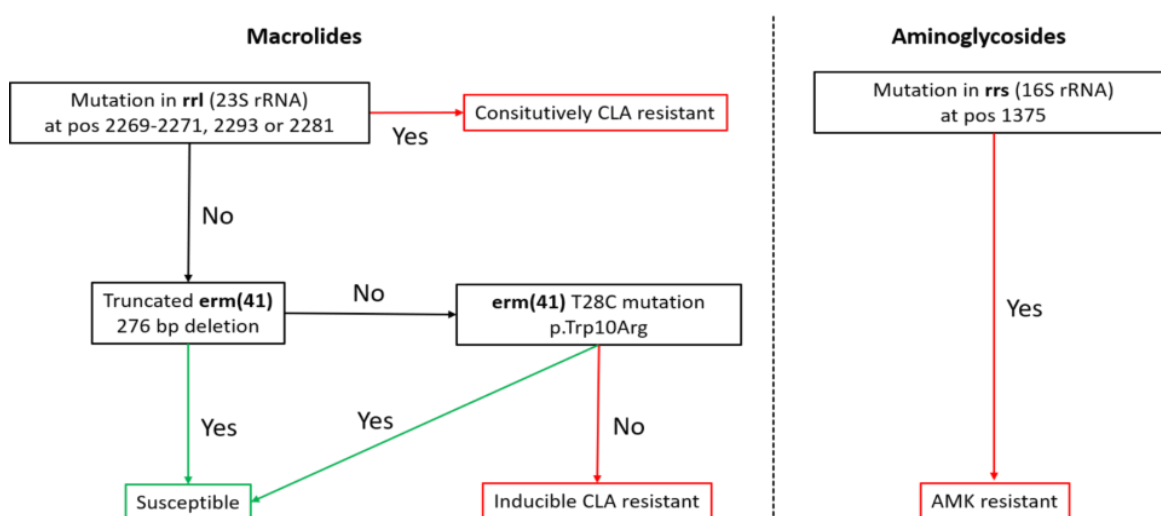 Macrolides
Mutation in rrl (23S rRNA)
at pos 2269-2271, 2293 or 2281
Yes
Consitutively CLA resistant
No
Truncated erm(41)
276 bp deletion
No
erm(41) T28C mutation
p.Trp10Arg
Yes
Yes
No
Susceptible
Inducible CLA resistant
Aminoglycosides
Mutation in rrs (16S rRNA)
at pos 1375
Yes
AMK resistant